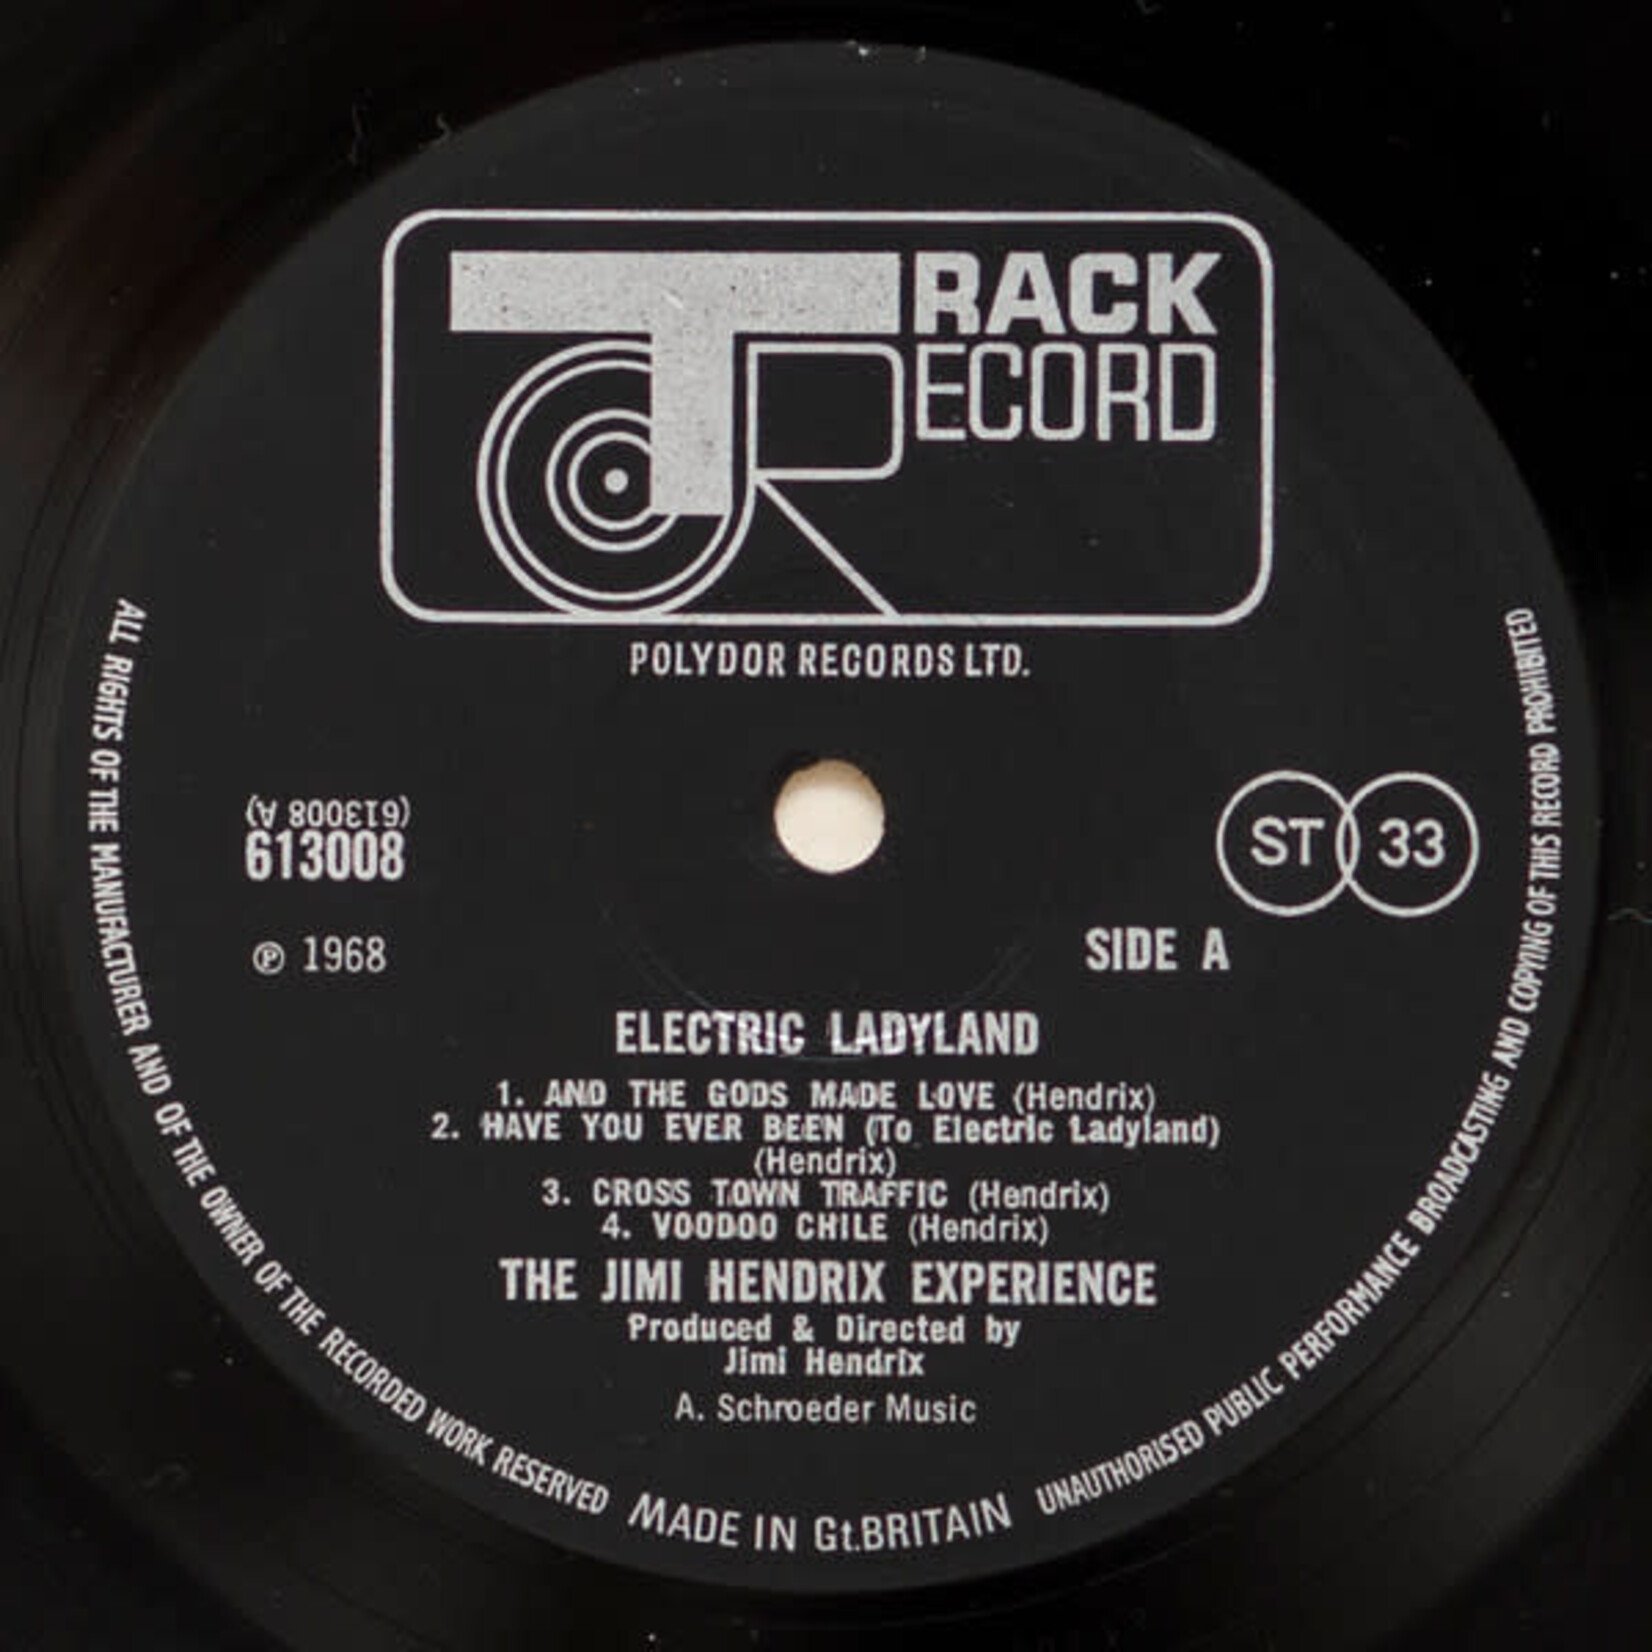 TRACK
RECORD
POLYDOR RECORDS LTD.
(613008 A)
613008
ST 33
℗ 1968
SIDE A
ELECTRIC LADYLAND
1. AND THE GODS MADE LOVE (Hendrix)
2. HAVE YOU EVER BEEN (To Electric Ladyland)
(Hendrix)
3. CROSS TOWN TRAFFIC (Hendrix)
4. VOODOO CHILE (Hendrix)
THE JIMI HENDRIX EXPERIENCE
Produced & Directed by
Jimi Hendrix
A. Schroeder Music
ALL RIGHTS OF THE MANUFACTURER AND OF THE OWNER OF THE RECORDED WORK RESERVED MADE IN Gt.BRITAIN UNAUTHORISED PUBLIC PERFORMANCE BROADCASTING AND COPYING OF THIS RECORD PROHIBITED